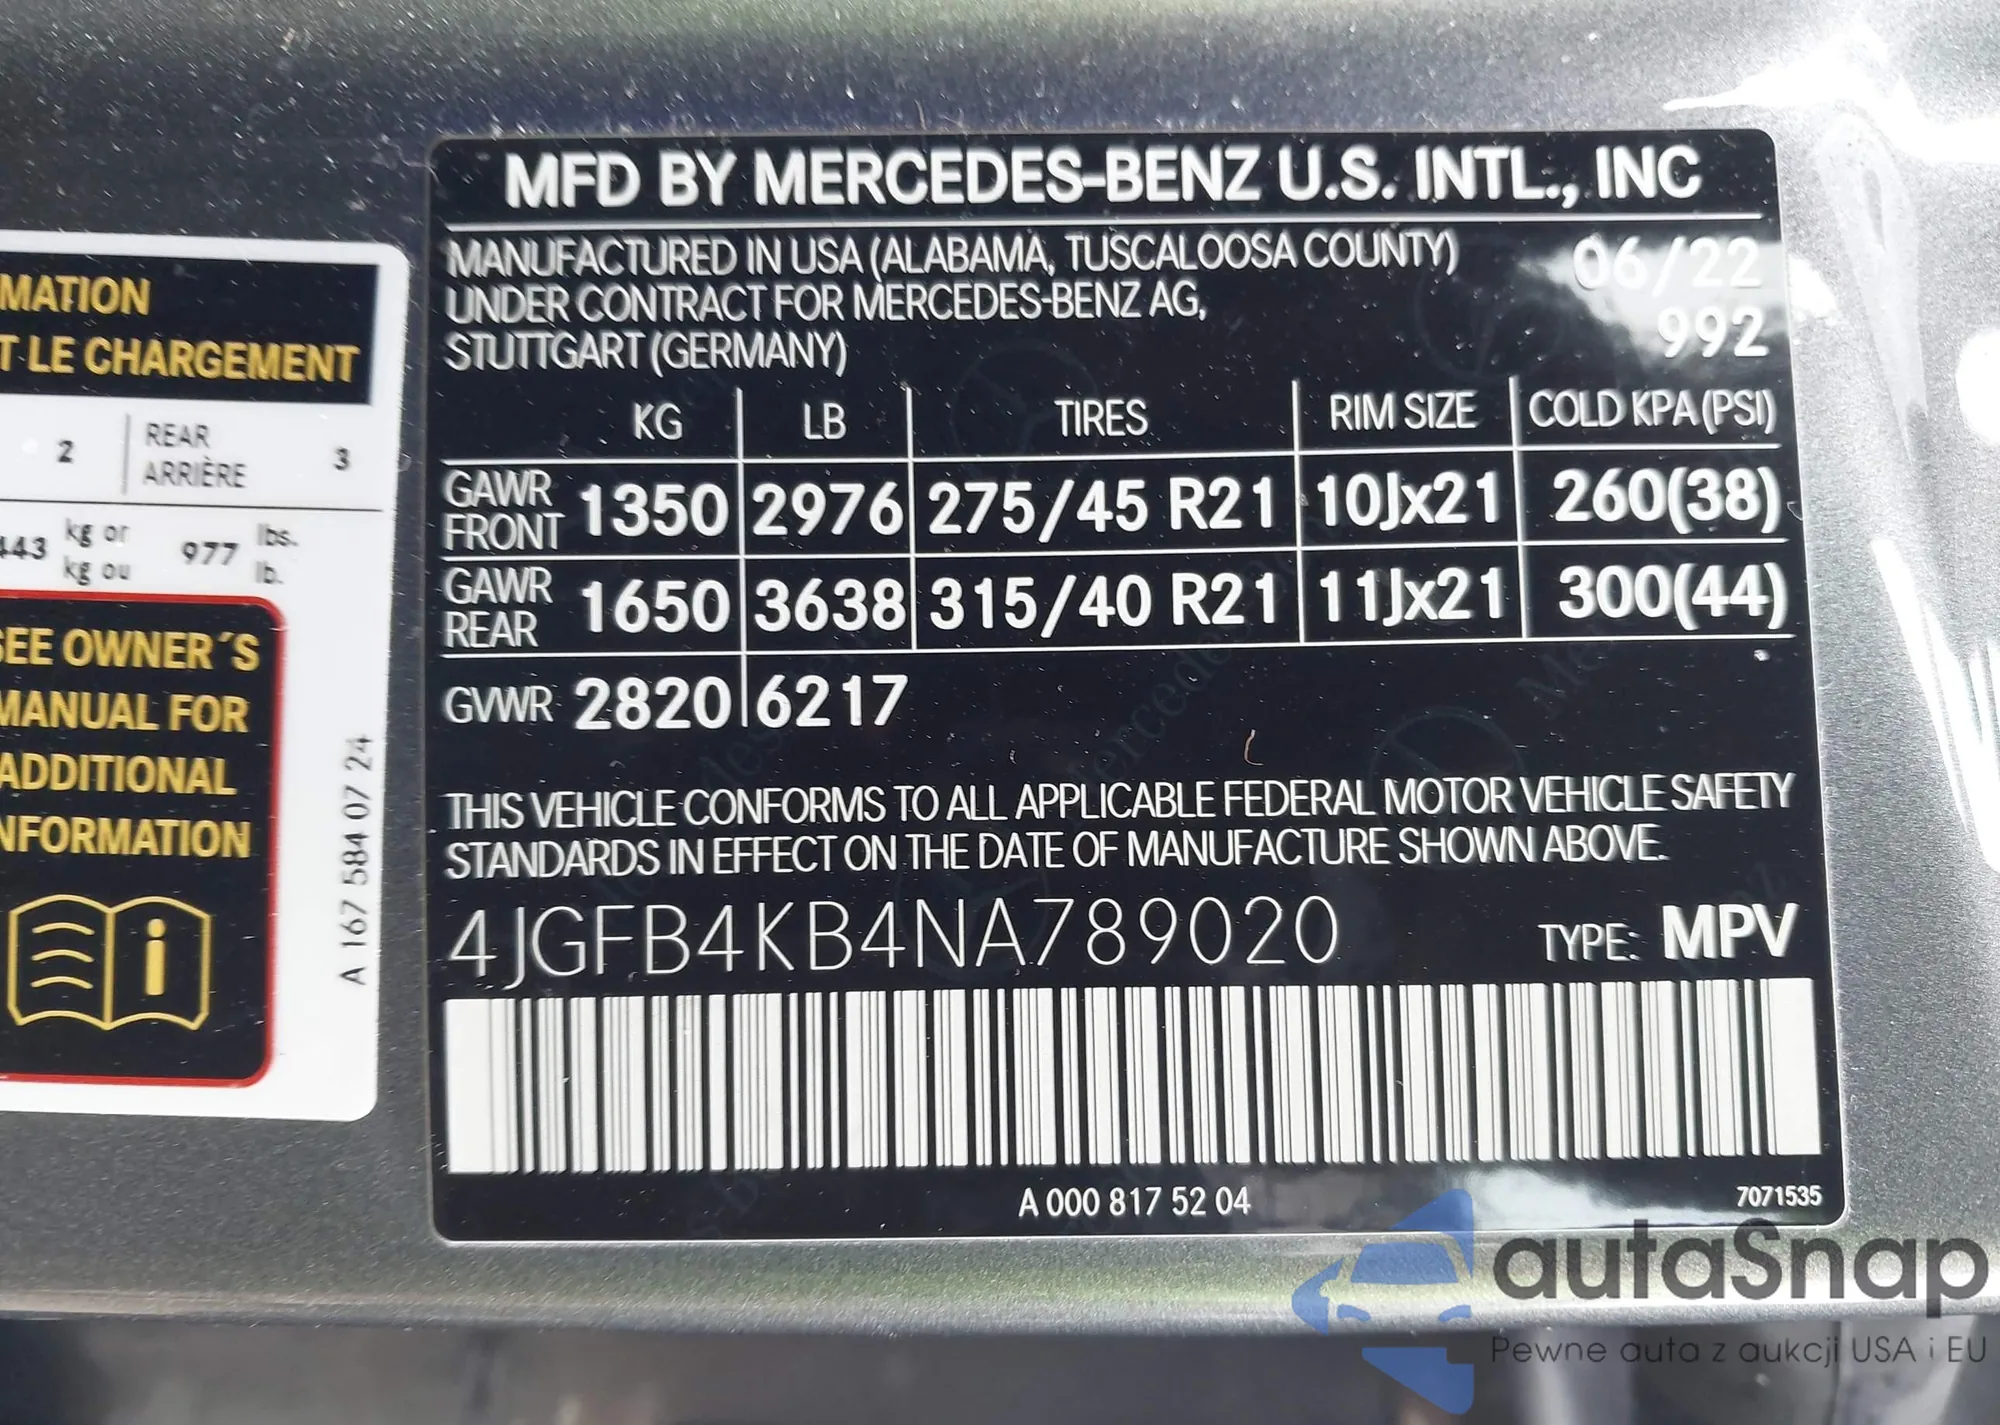 MATION
T LE CHARGEMENT
2 REAR 3
ARRIÈRE
443 kg or 977 lbs.
kg ou lb.
SEE OWNER´S
MANUAL FOR
ADDITIONAL
NFORMATION
A 167 584 07 24
MFD BY MERCEDES-BENZ U.S. INTL., INC
MANUFACTURED IN USA (ALABAMA, TUSCALOOSA COUNTY) 06/22
UNDER CONTRACT FOR MERCEDES-BENZ AG, 992
STUTTGART (GERMANY)
KG LB TIRES RIM SIZE COLD KPA (PSI)
GAWR FRONT 1350 2976 275/45 R21 10Jx21 260(38)
GAWR REAR 1650 3638 315/40 R21 11Jx21 300(44)
GVWR 2820 6217
THIS VEHICLE CONFORMS TO ALL APPLICABLE FEDERAL MOTOR VEHICLE SAFETY
STANDARDS IN EFFECT ON THE DATE OF MANUFACTURE SHOWN ABOVE.
4JGFB4KB4NA789020 TYPE: MPV
A 000 817 52 04 7071535
autaSnap
Pewne auta z aukcji USA i EU